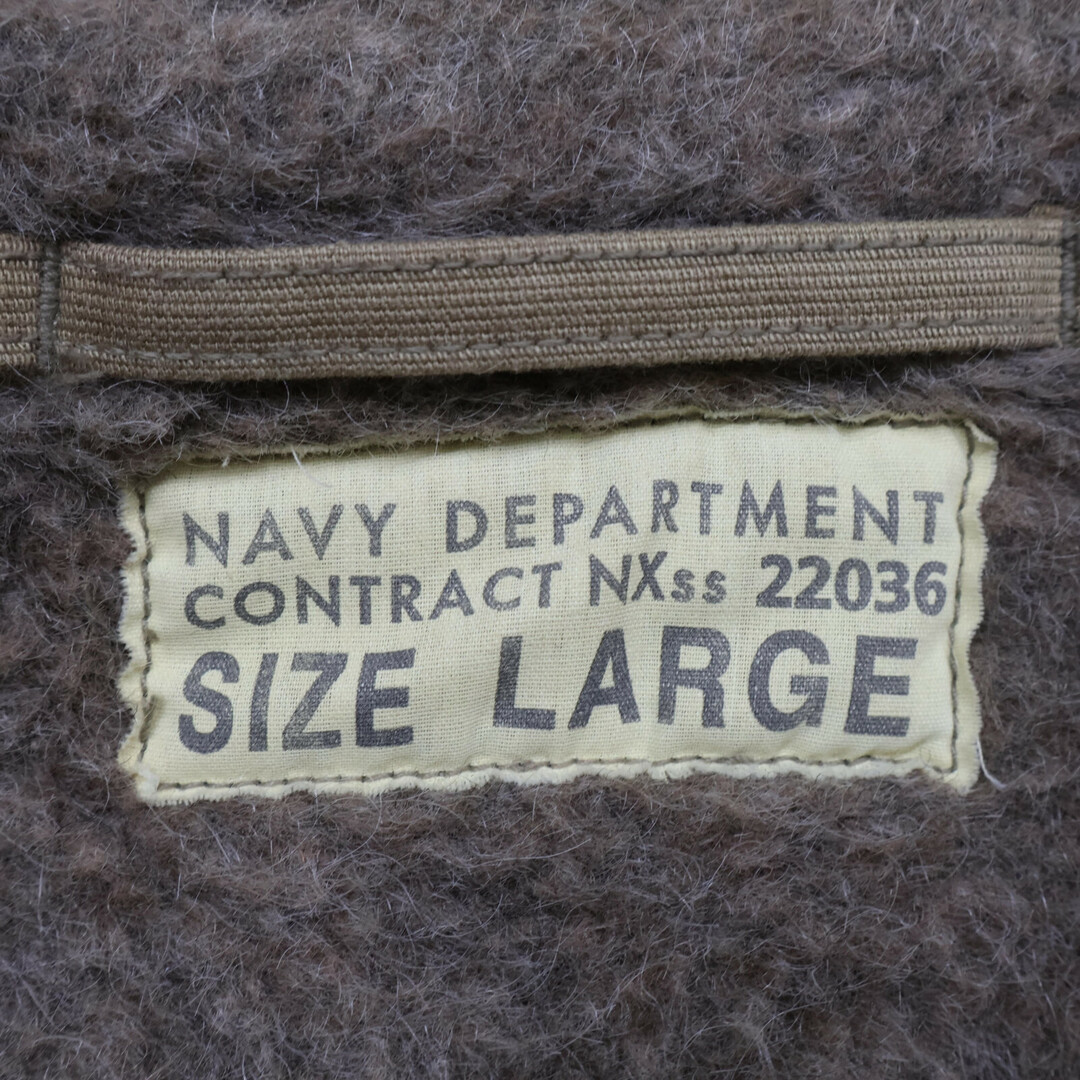 NAVY DEPARTMENT
CONTRACT NXss 22036
SIZE LARGE